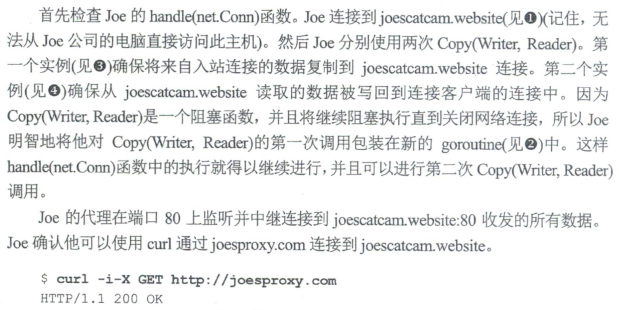 首先检查 Joe 的 handle(net.Conn)函数。Joe 连接到 joescatcam.website(见❶)(记住，无
法从 Joe 公司的电脑直接访问此主机)。然后 Joe 分别使用两次 Copy(Writer, Reader)。第
一个实例(见❸)确保将来自入站连接的数据复制到 joescatcam.website 连接。第二个实
例(见❹)确保从 joescatcam.website 读取的数据被写回到连接客户端的连接中。因为
Copy(Writer, Reader)是一个阻塞函数，并且将继续阻塞执行直到关闭网络连接，所以 Joe
明智地将他对 Copy(Writer, Reader)的第一次调用包装在新的 goroutine(见❷)中。这样
handle(net.Conn)函数中的执行就得以继续进行，并且可以进行第二次 Copy(Writer, Reader)
调用。
Joe 的代理在端口 80 上监听并中继连接到 joescatcam.website:80 收发的所有数据。
Joe 确认他可以使用 curl 通过 joesproxy.com 连接到 joescatcam.website。
$ curl -i-X GET http://joesproxy.com
HTTP/1.1 200 OK